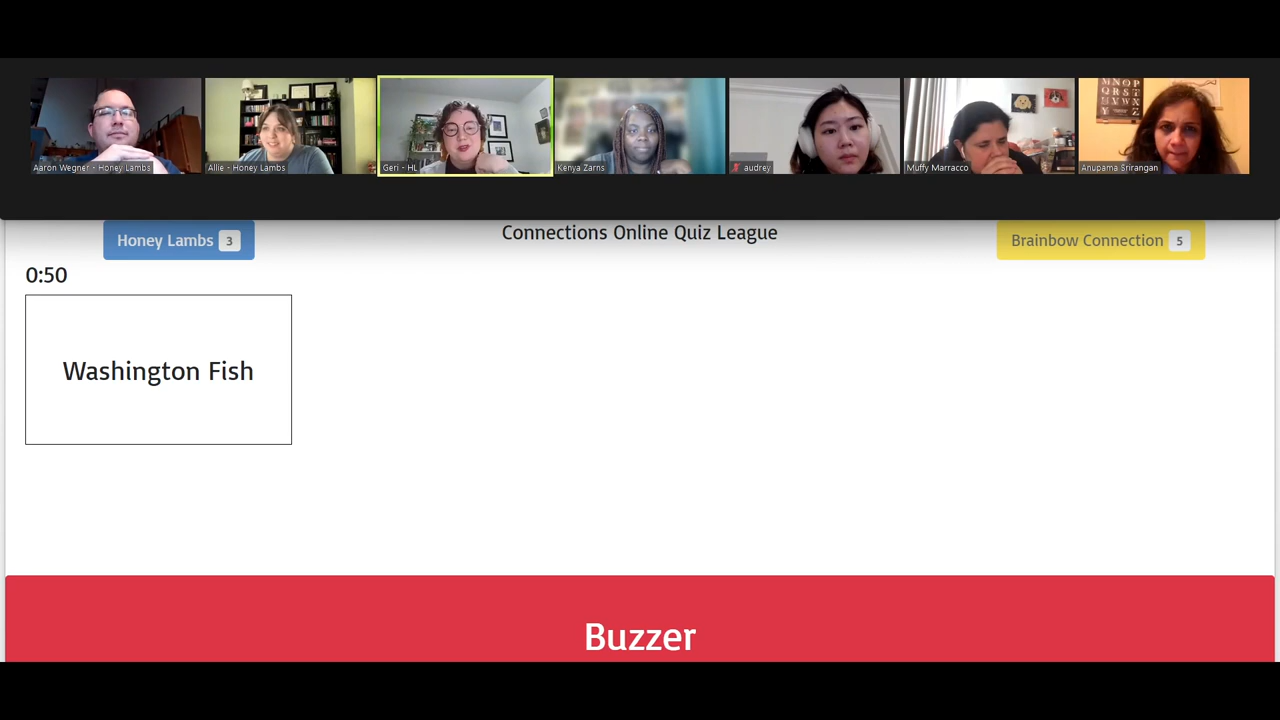 Aaron Wegner - Honey Lambs
Allie - Honey Lambs
Geri - HL
Kenya Zarns
audrey
Muffy Marracco
Anupama Srirangan
Honey Lambs 3
Connections Online Quiz League
Brainbow Connection 5
0:50
Washington Fish
Buzzer